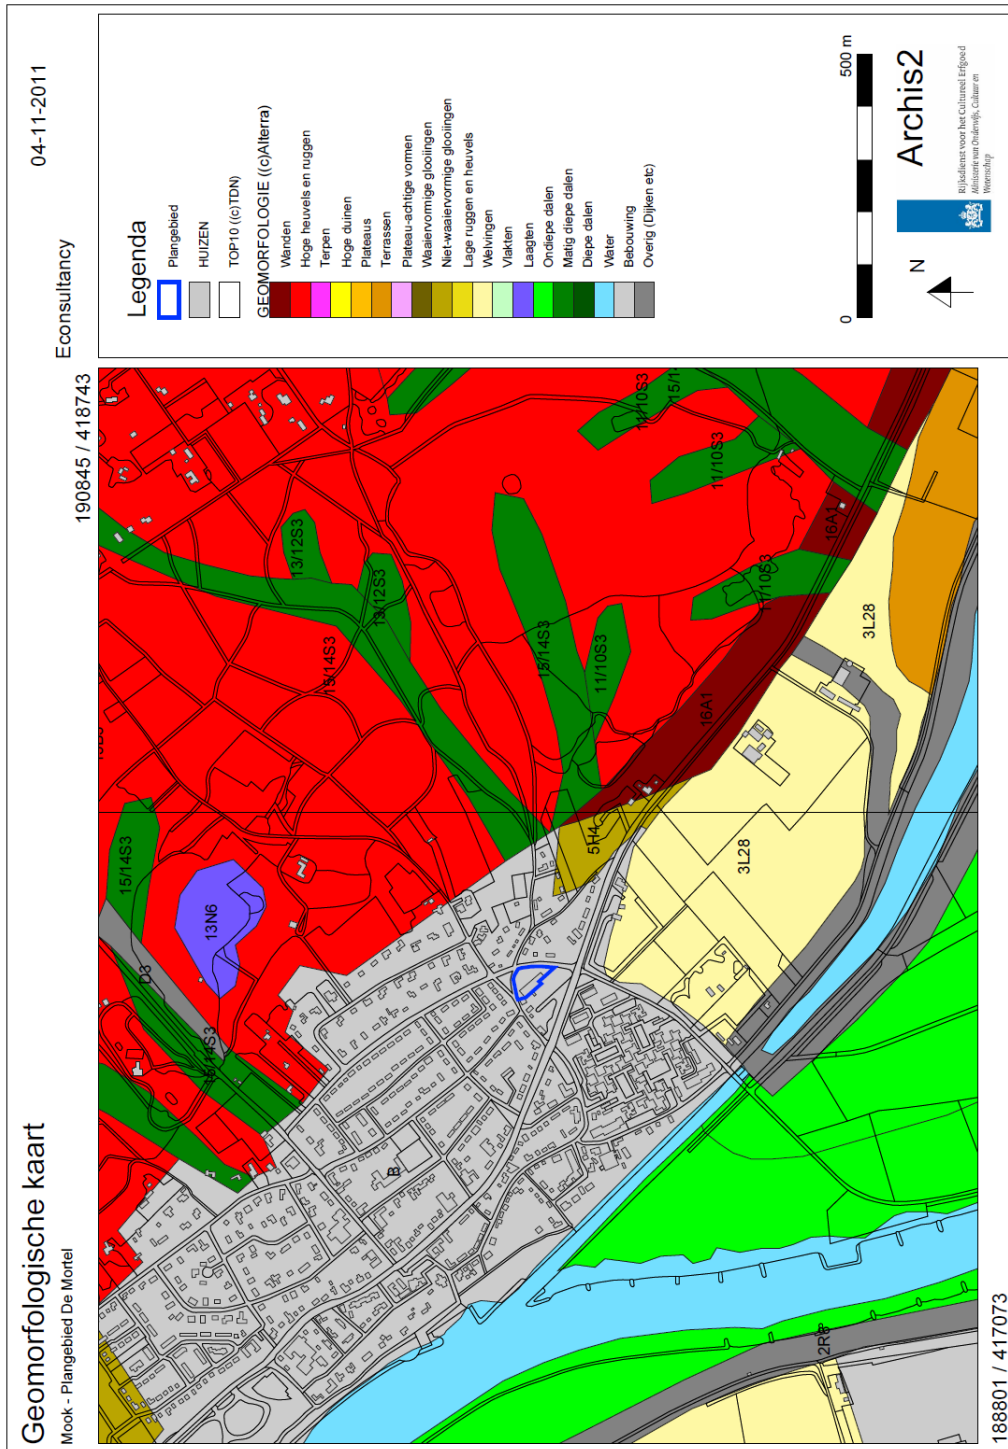 Geomorfologische kaart
Mook - Plangebied De Mortel
Econsultancy
04-11-2011
190845 / 418743
188801 / 417073
15/14S3
13N6
D3
15/14S3
B
13/12S3
13/12S3
15/14S3
15/14S3
11/10S3
11/10S3
11/10S3
11/10S3
16A1
16A1
5H4
3L28
3L28
Legenda
Plangebied
HUIZEN
TOP10 ((c)TDN)
GEOMORFOLOGIE ((c)Alterra)
Wanden
Hoge heuvels en ruggen
Terpen
Hoge duinen
Plateaus
Terrassen
Plateau-achtige vormen
Waaiervormige glooiingen
Niet-waaiervormige glooiingen
Lage ruggen en heuvels
Welvingen
Vlakten
Laagten
Ondiepe dalen
Matig diepe dalen
Diepe dalen
Water
Bebouwing
Overig (Dijken etc)
0
500 m
N
Archis2
Rijksdienst voor het Cultureel Erfgoed
Ministerie van Onderwijs, Cultuur en
Wetenschap